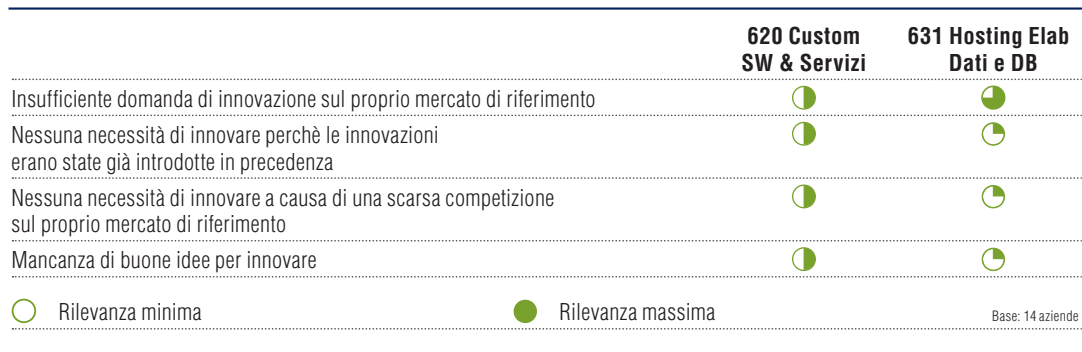 620 Custom
SW & Servizi
631 Hosting Elab
Dati e DB
Insufficiente domanda di innovazione sul proprio mercato di riferimento
Nessuna necessità di innovare perchè le innovazioni
erano state già introdotte in precedenza
Nessuna necessità di innovare a causa di una scarsa competizione
sul proprio mercato di riferimento
Mancanza di buone idee per innovare
Rilevanza minima
Rilevanza massima
Base: 14 aziende